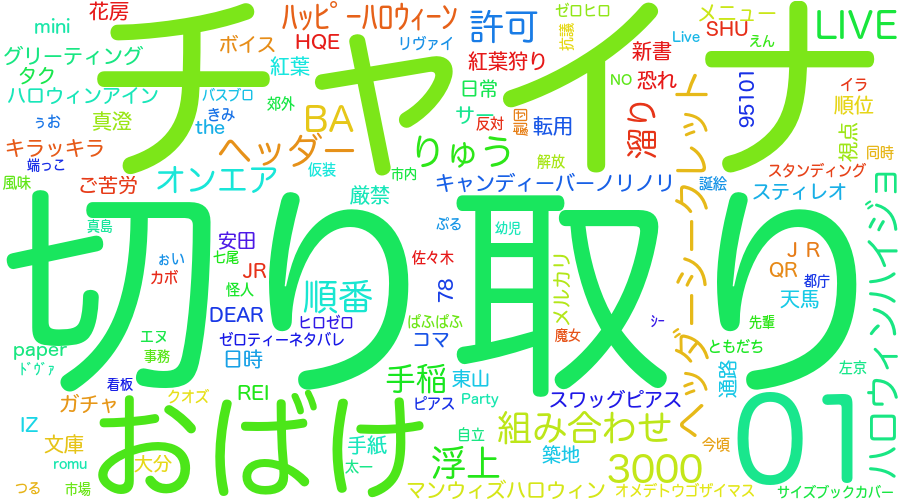 チャイナ
切り取り
おばけ
01
花房
mini
グリーティング
タク
ハロウィンアイン
ぅお
真澄
キラッキラ
端っこ
風味
ご苦労
真島
ボイス
HQE
紅葉
バスプロ
きみ
the
郊外
BA
ヘッダー
オンエア
仮装
ハッピーハロウィーン
リヴァイ
許可
紅葉狩り
日常
サー
反対
りゅう
市内
厳禁
キャンディーバーノリノリ
転用
解放
ゼロヒロ
抗議
新書
Live
NO
恐れ
溜り
メニュー
SHU
えん
LIVE
95101
イラ
順位
視点
同時
スタンディング
誕絵
スティレオ
ハロウィンハイジョ
ヘッダーシークレット
ぷる
幼児
安田
七尾
ぉぃ
カボ
JR
怪人
順番
佐々木
78
メルカリ
DEAR
ヒロゼロ
ぱふぱふ
ゼロティーネタバレ
コマ
魔女
シー
JR
QR
都庁
天馬
先輩
ともだち
左京
通路
paper
ドヴァ
エヌ
事務
看板
日時
クオズ
REI
ガチャ
IZ
文庫
romu
大分
つる
市場
手紙
太一
手稲
東山
ピアス
Party
スワッグピアス
組み合わせ
自立
浮上
築地
3000
今頃
マンウィズハロウィン
オメデトウゴザイマス
サイズブックカバー